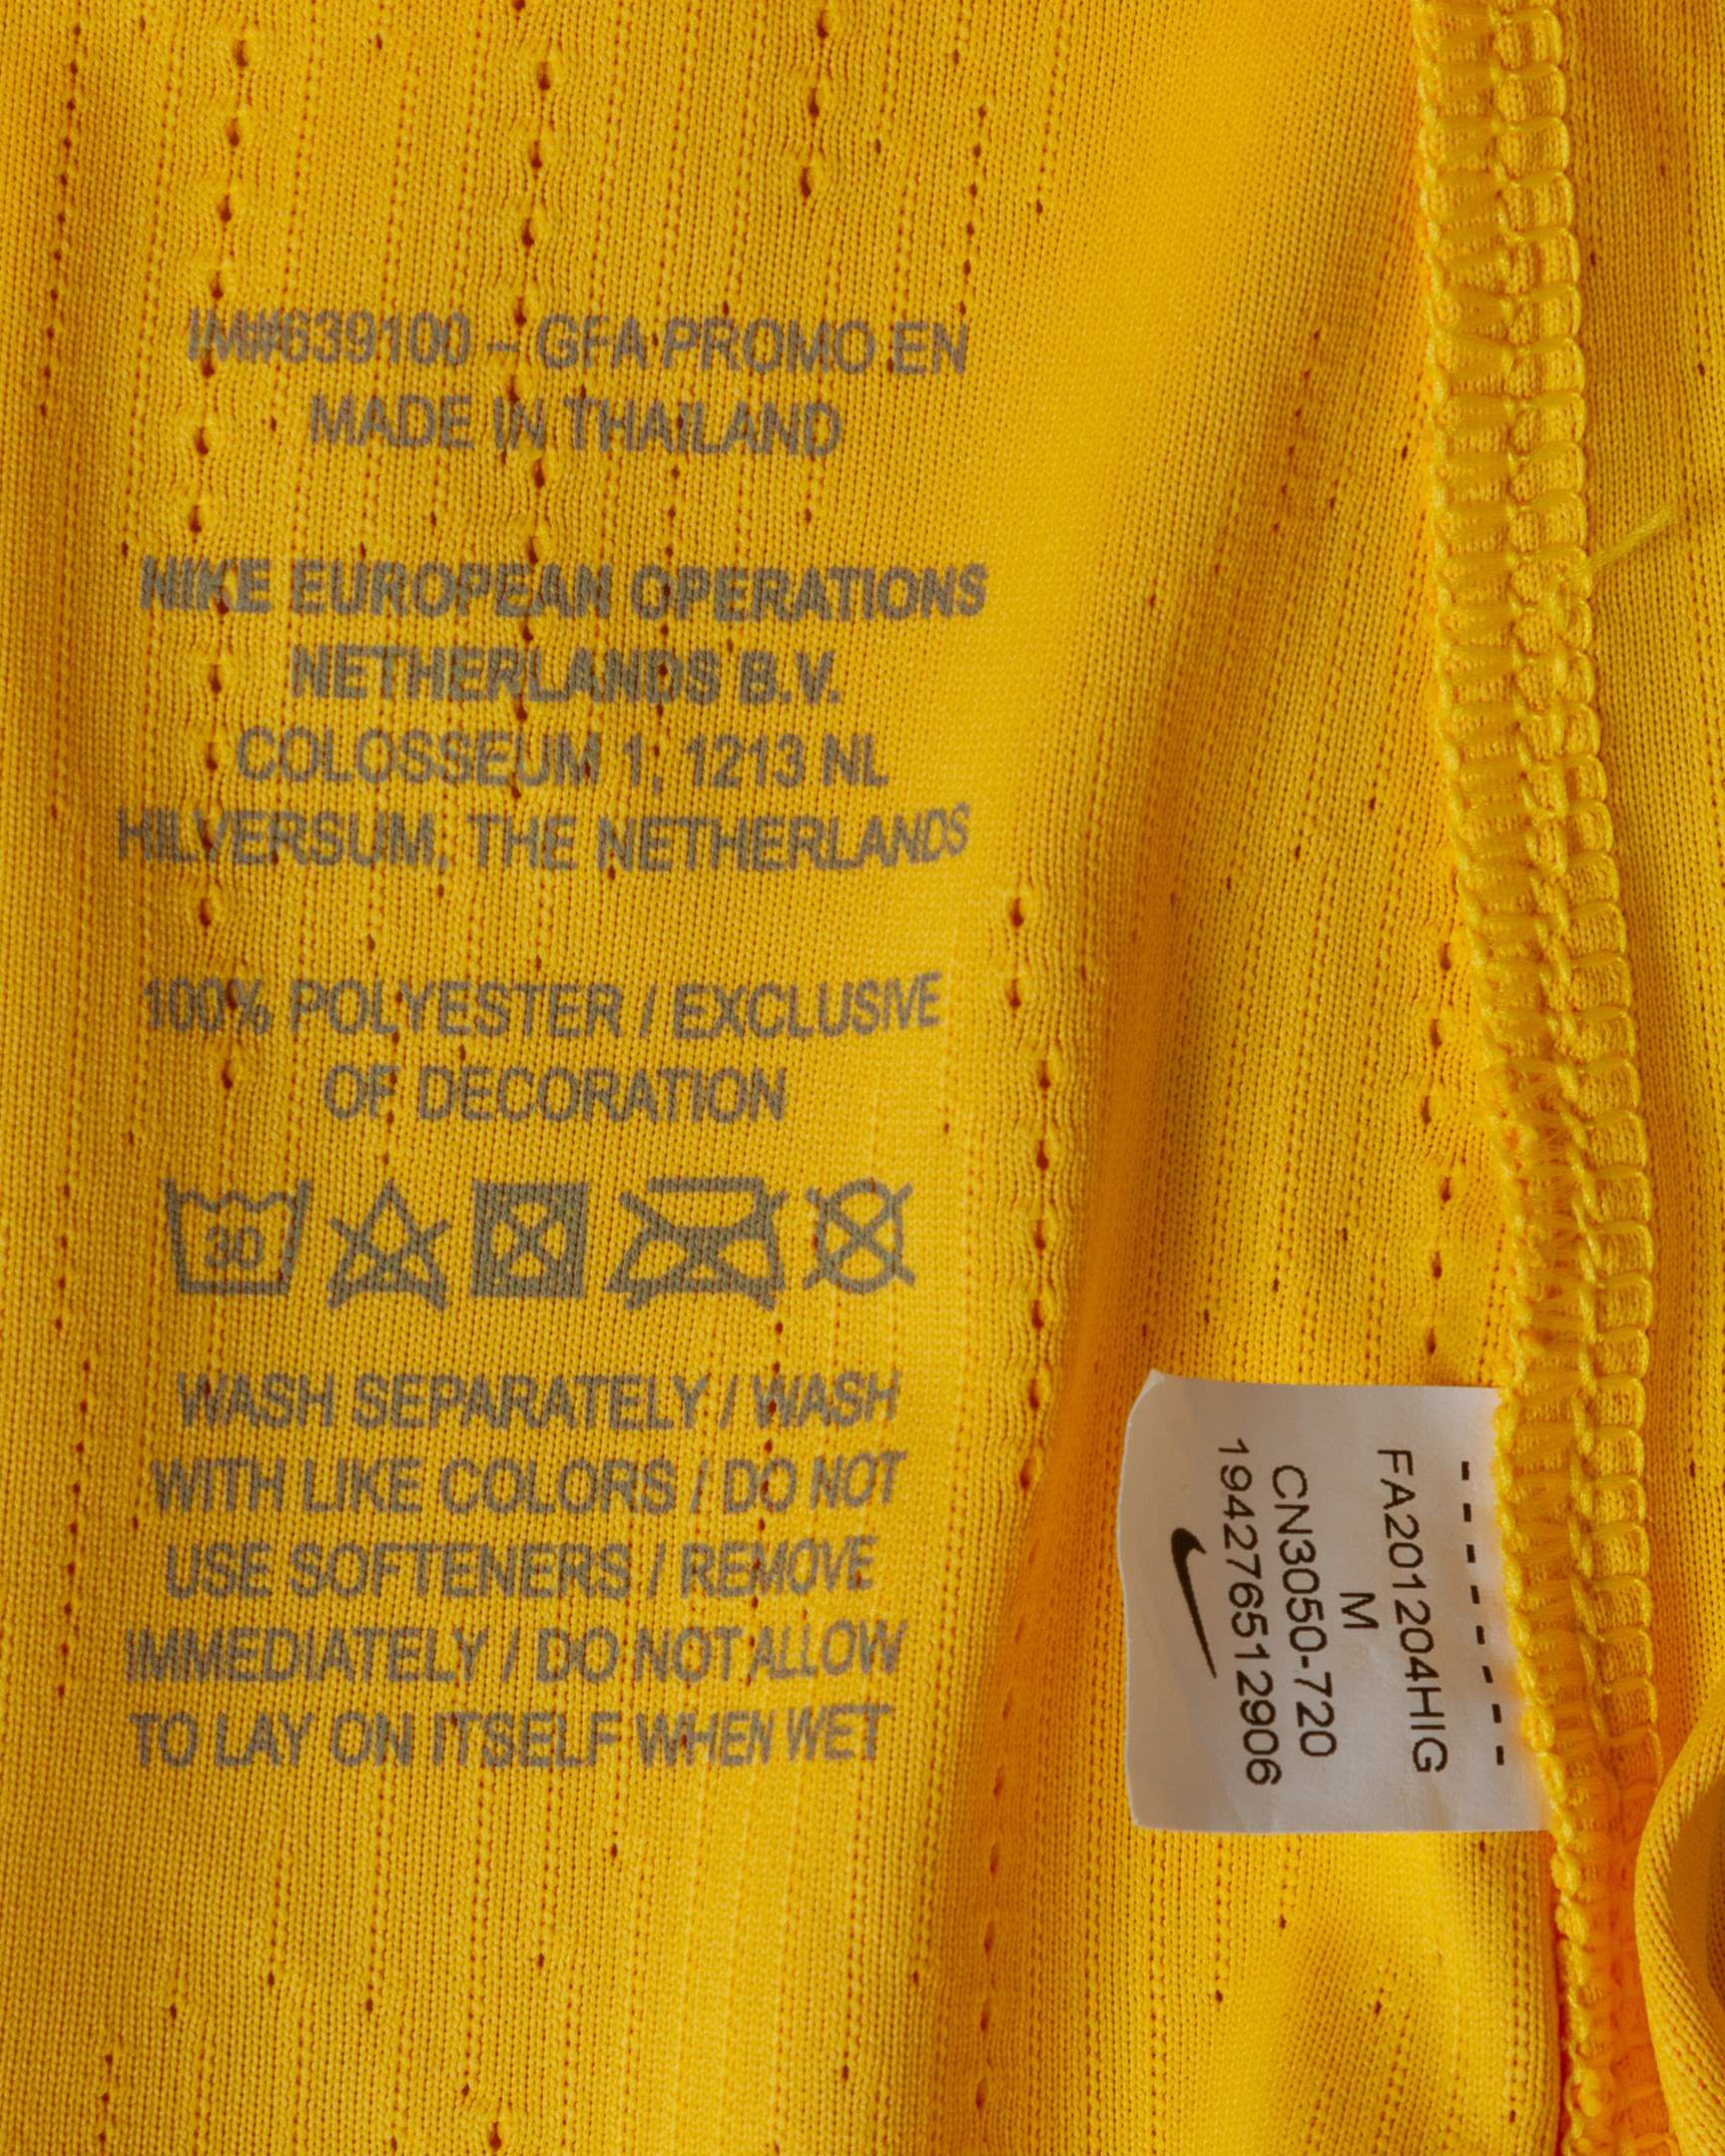 IM#639100 – GFA PROMO EN
MADE IN THAILAND
NIKE EUROPEAN OPERATIONS
NETHERLANDS B.V.
COLOSSEUM 1, 1213 NL
HILVERSUM, THE NETHERLANDS
100% POLYESTER / EXCLUSIVE
OF DECORATION
30
WASH SEPARATELY / WASH
WITH LIKE COLORS / DO NOT
USE SOFTENERS / REMOVE
IMMEDIATELY / DO NOT ALLOW
TO LAY ON ITSELF WHEN WET
FA201204HIG
M
CN3050-720
194276512906